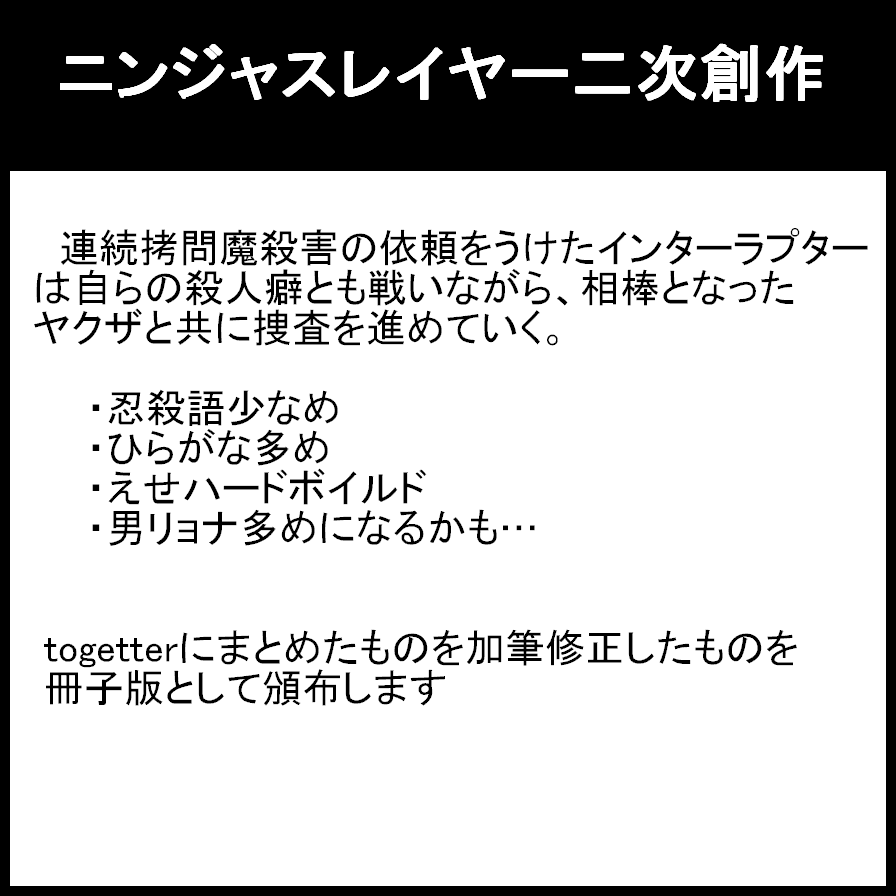 ニンジャスレイヤー二次創作
連続拷問魔殺害の依頼をうけたインターラプター
は自らの殺人癖とも戦いながら、相棒となった
ヤクザと共に捜査を進めていく。
・忍殺語少なめ
・ひらがな多め
・えせハードボイルド
・男リョナ多めになるかも…
togetterにまとめたものを加筆修正したものを
冊子版として頒布します